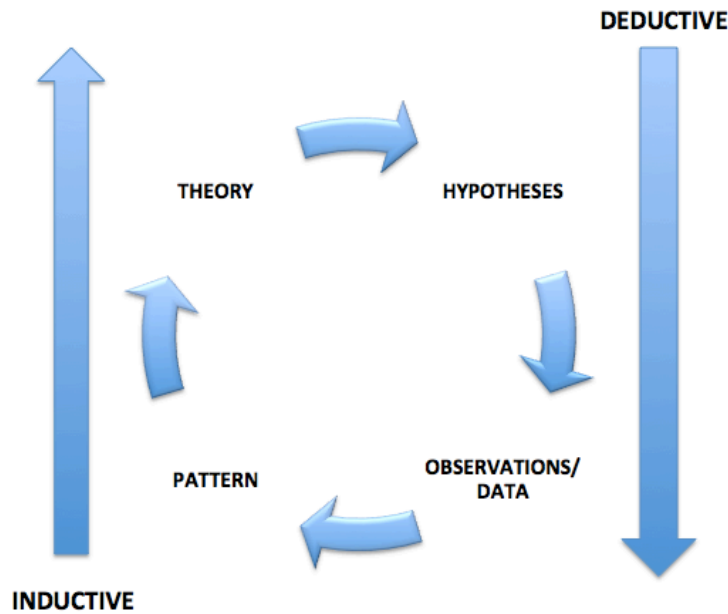 DEDUCTIVE
THEORY
HYPOTHESES
PATTERN
OBSERVATIONS/
DATA
INDUCTIVE